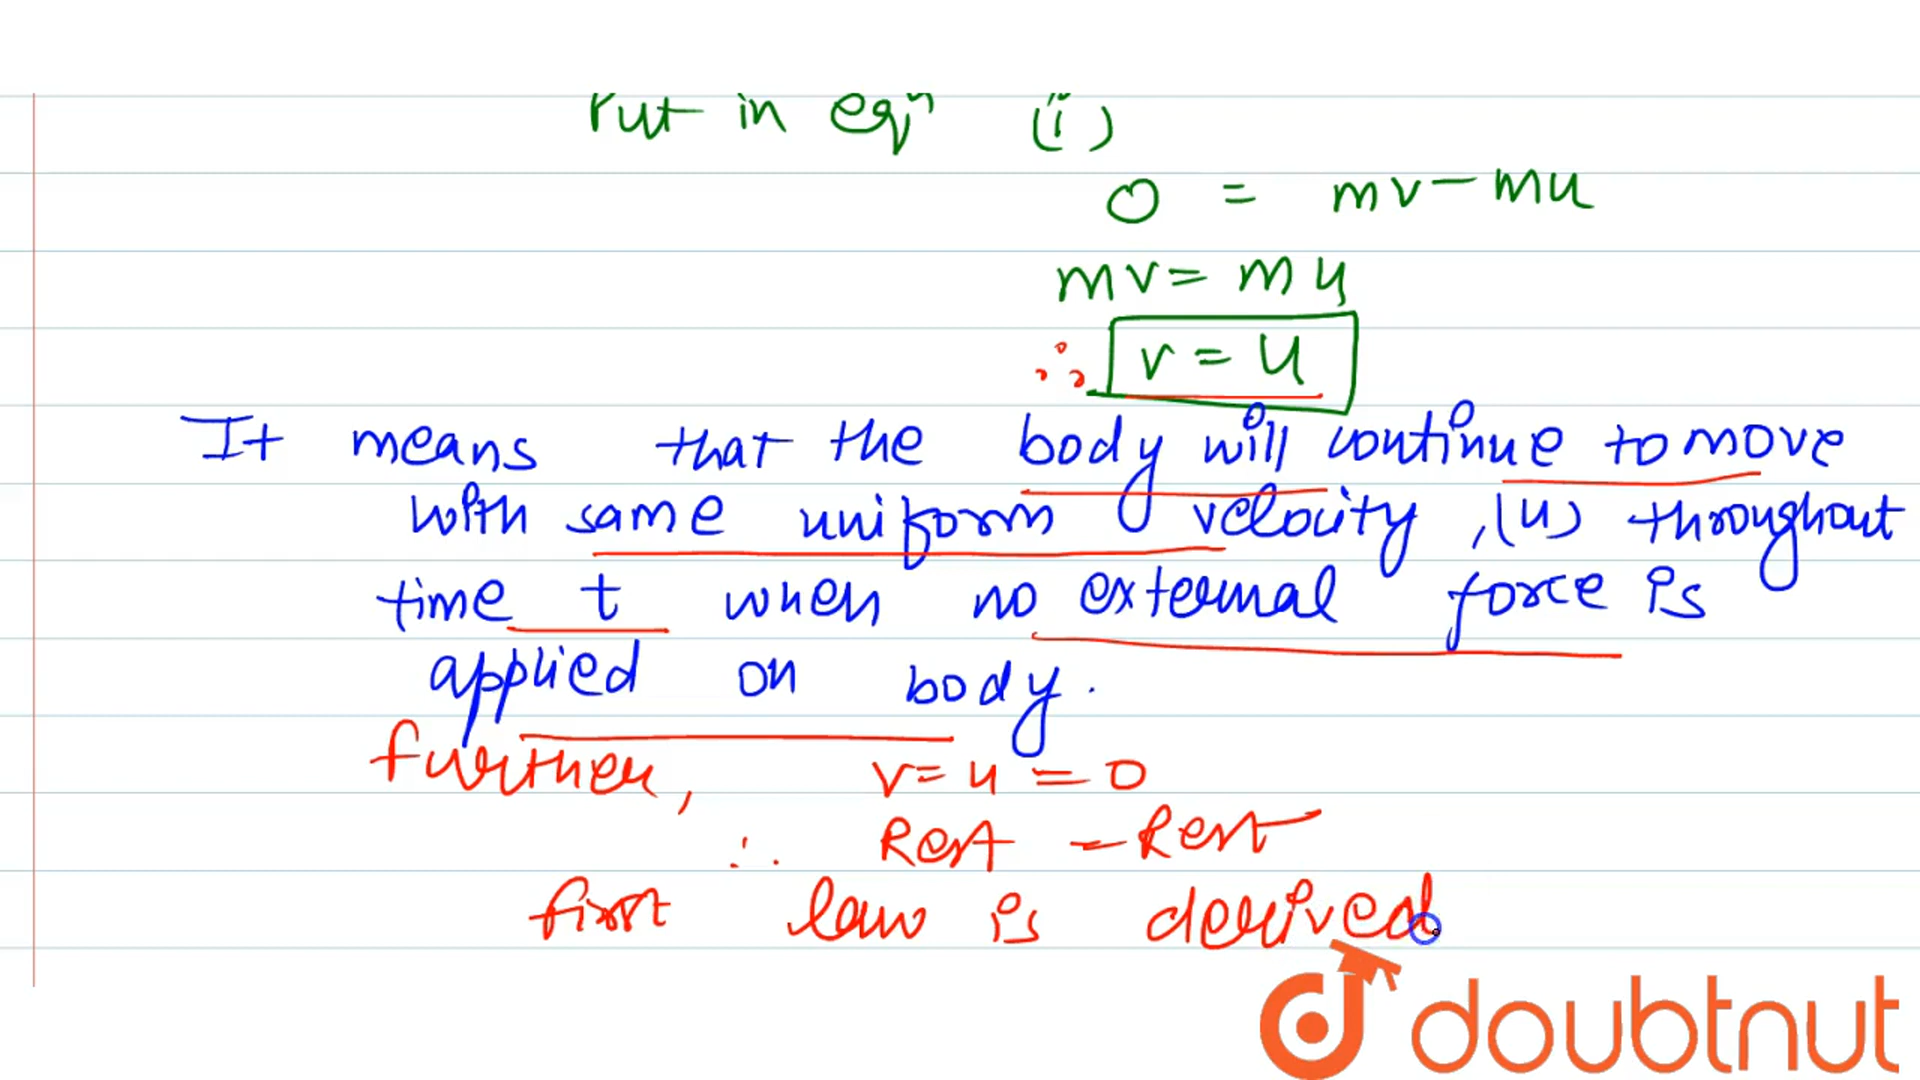 Put in eqⁿ (i)
0 = mv - mu
mv = mu
∴ v = u
It means that the body will continue to move
with same uniform velocity, (u) throughout
time t when no external force is
applied on body.
further, v = u = 0
∴ Rest - Rest
first law is derived
doubtnut